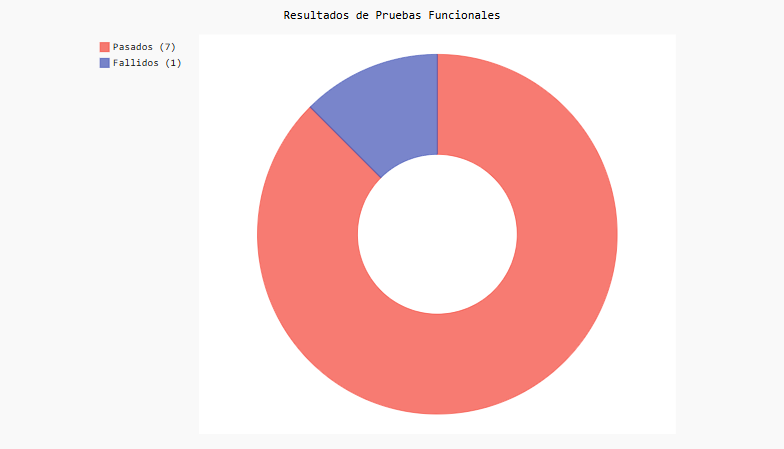 Resultados de Pruebas Funcionales
Pasados (7)
Fallidos (1)